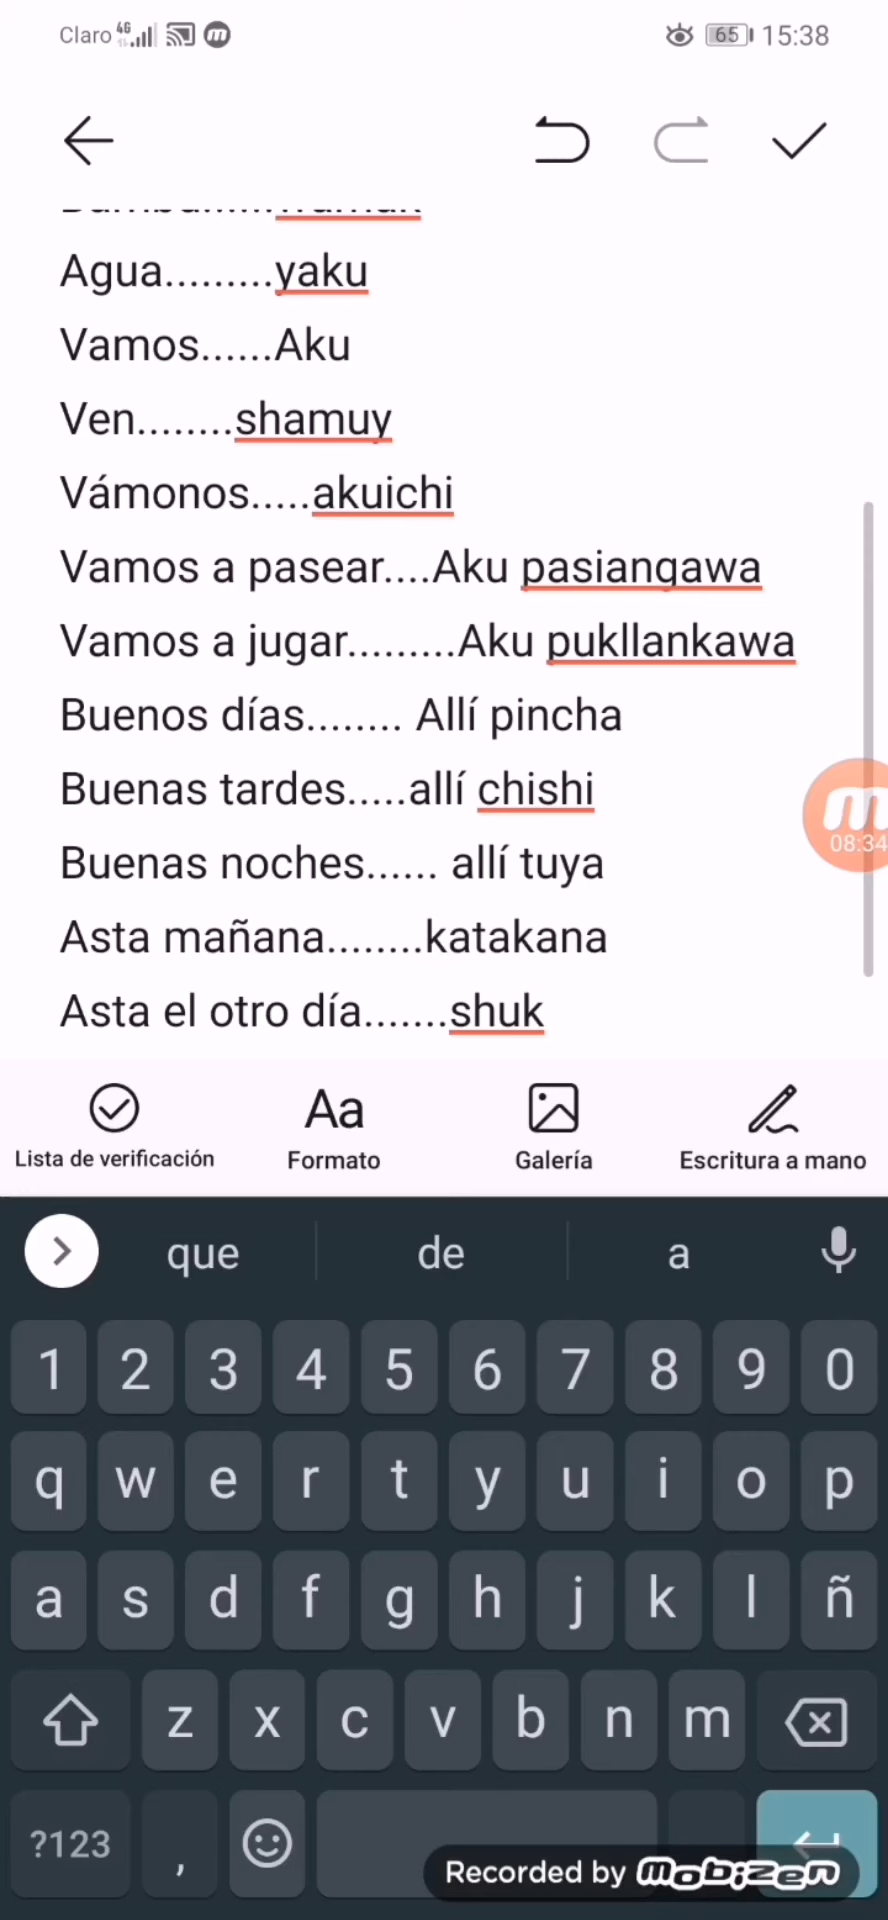 Claro 4G 65 15:38
Agua.........yaku
Vamos......Aku
Ven........shamuy
Vámonos.....akuichi
Vamos a pasear....Aku pasiangawa
Vamos a jugar.........Aku pukllankawa
Buenos días........ Allí pincha
Buenas tardes.....allí chishi
08:34
Buenas noches...... allí tuya
Asta mañana........katakana
Asta el otro día.......shuk
Aa
Lista de verificación Formato Galería Escritura a mano
que de a
1 2 3 4 5 6 7 8 9 0
q w e r t y u i o p
a s d f g h j k l ñ
z x c v b n m
?123 ,
Recorded by mobizen